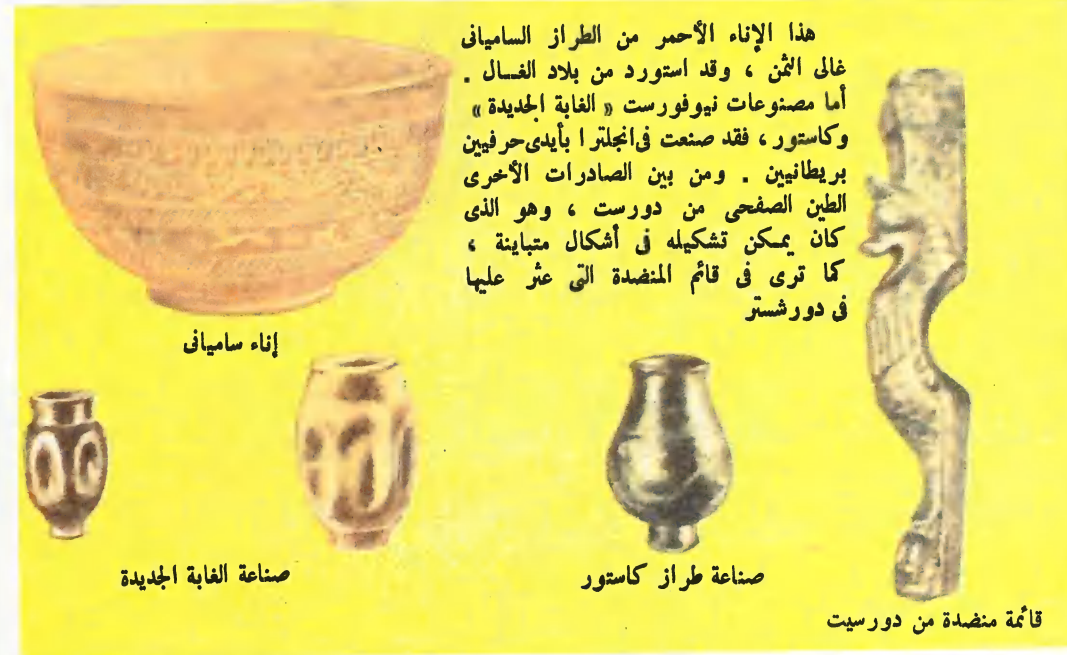 هذا الإناء الأحمر من الطراز الساميانى
غالى الثمن ، وقد استورد من بلاد الغال .
أما مصنوعات نيوفورست « الغابة الجديدة »
وكاستور ، فقد صنعت فى انجلترا بأيدى حرفيين
بريطانيين . ومن بين الصادرات الأخرى
الطين الصفحى من دورست ، وهو الذى
كان يمكن تشكيله فى أشكال متباينة ،
كما ترى فى قائم المنضدة التى عثر عليها
فى دورشستر
إناء ساميانى
صناعة الغابة الجديدة
صناعة طراز كاستور
قائمة منضدة من دورسيت